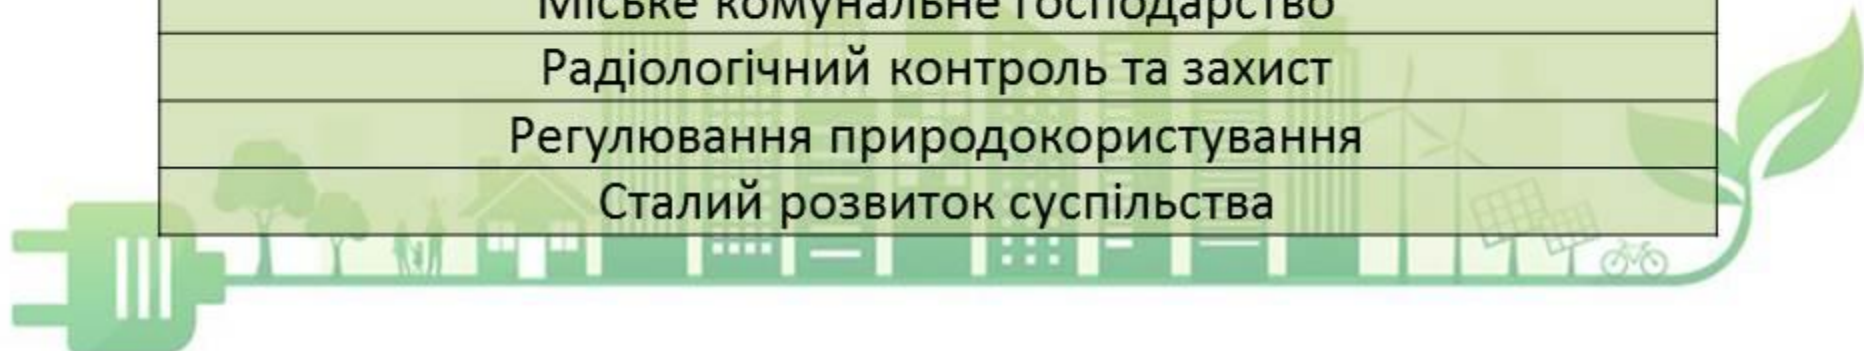 Міське комунальне господарство
Радіологічний контроль та захист
Регулювання природокористування
Сталий розвиток суспільства